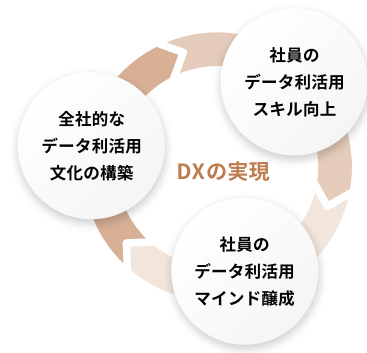 社員の
データ利活用
スキル向上
全社的な
データ利活用
文化の構築
DXの実現
社員の
データ利活用
マインド醸成